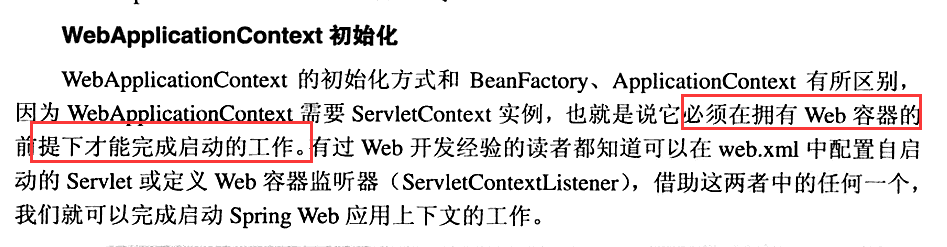 WebApplicationContext 初始化
WebApplicationContext 的初始化方式和 BeanFactory、ApplicationContext 有所区别，
因为 WebApplicationContext 需要 ServletContext 实例，也就是说它必须在拥有 Web 容器的
前提下才能完成启动的工作。有过 Web 开发经验的读者都知道可以在 web.xml 中配置自启
动的 Servlet 或定义 Web 容器监听器（ServletContextListener），借助这两者中的任何一个，
我们就可以完成启动 Spring Web 应用上下文的工作。